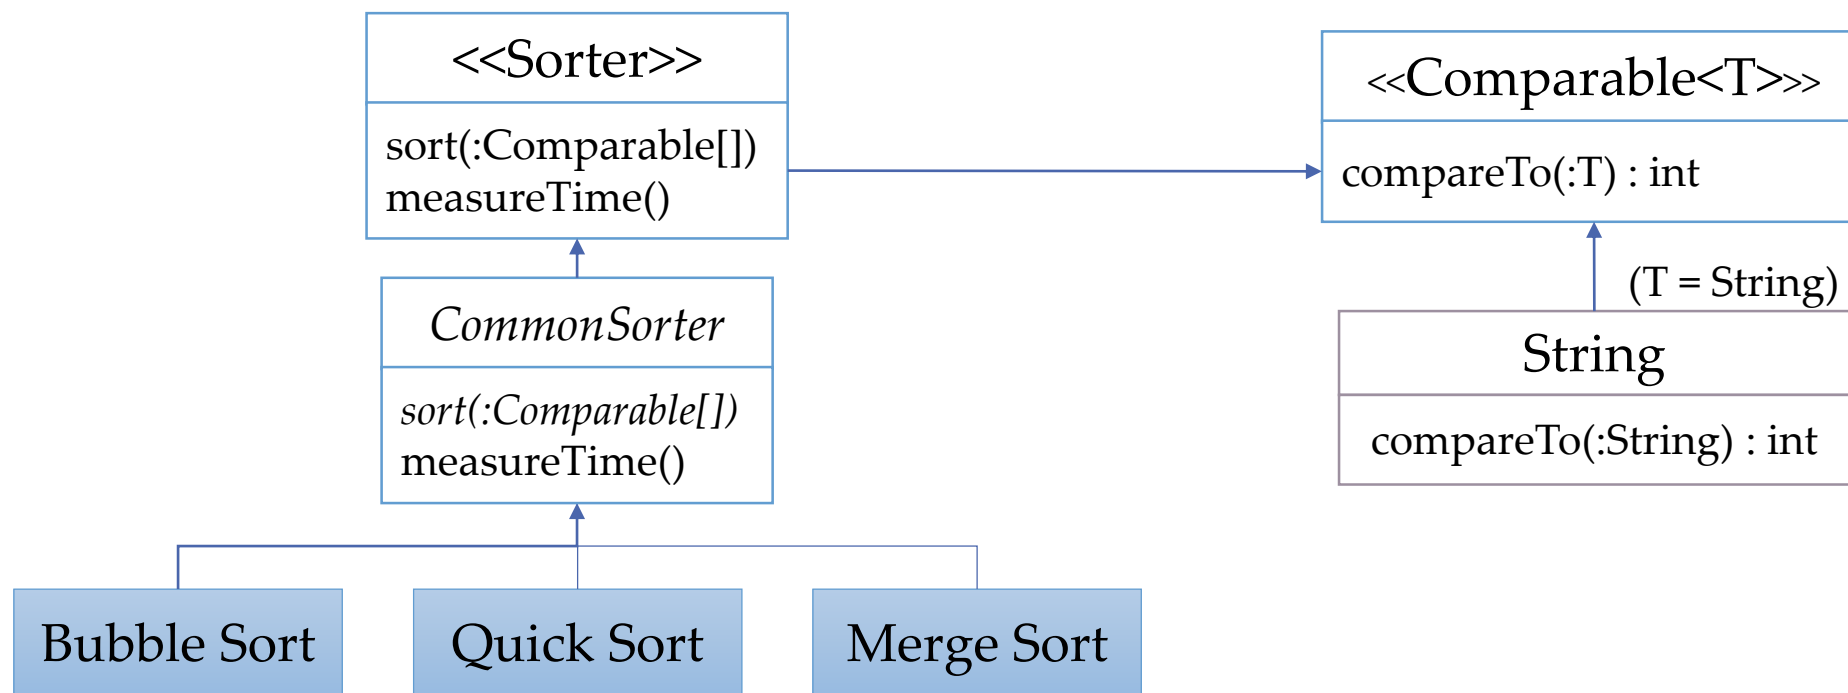 <<Sorter>>
sort(:Comparable[])
measureTime()
<<Comparable<T>>>
compareTo(:T) : int
(T = String)
CommonSorter
sort(:Comparable[])
measureTime()
String
compareTo(:String) : int
Bubble Sort
Quick Sort
Merge Sort